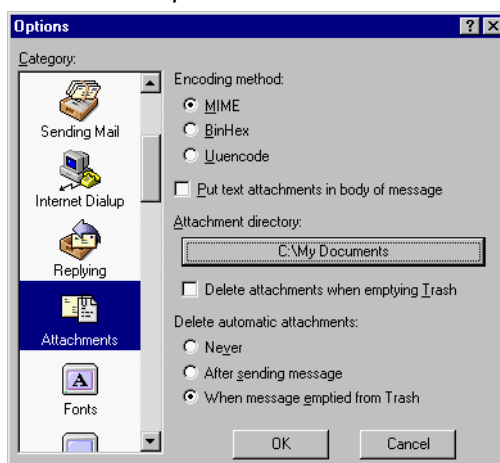 Options
Category:
Sending Mail
Internet Dialup
Replying
Attachments
A
Fonts
Encoding method:
MIME
BinHex
Uuencode
Put text attachments in body of message
Attachment directory:
C:\My Documents
Delete attachments when emptying Trash
Delete automatic attachments:
Never
After sending message
When message emptied from Trash
OK
Cancel